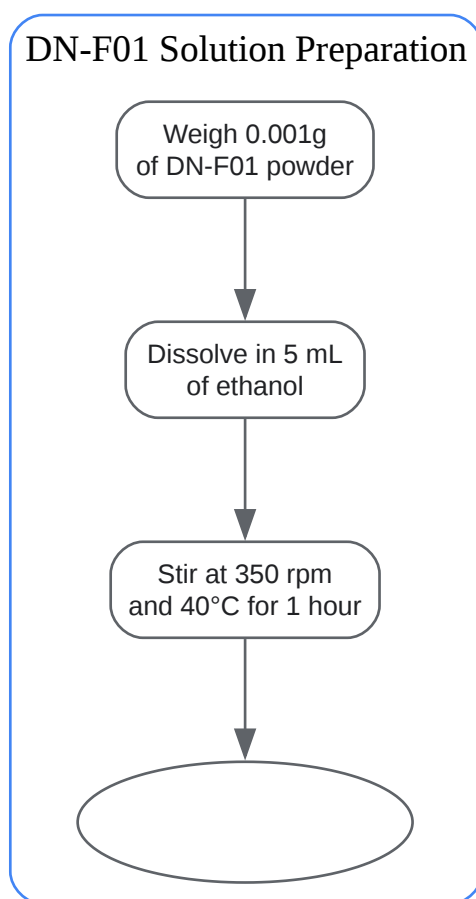 DN-F01 Solution Preparation
Weigh 0.001g
of DN-F01 powder
Dissolve in 5 mL
of ethanol
Stir at 350 rpm
and 40°C for 1 hour